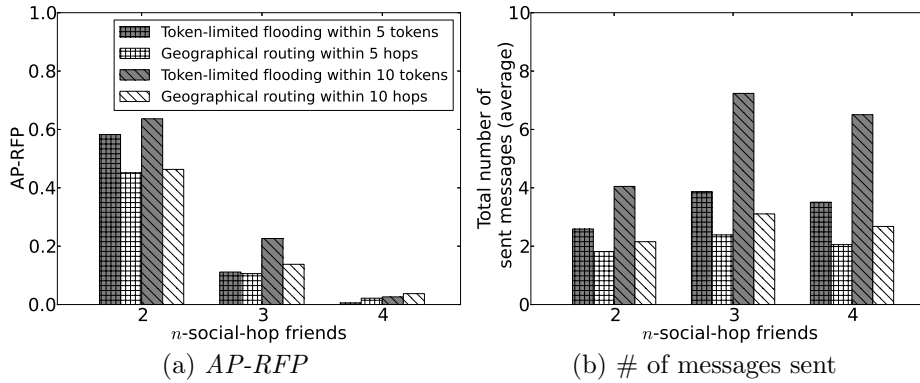 1.0
0.8
0.6
0.4
0.2
0.0
AP-RFP
Token-limited flooding within 5 tokens
Geographical routing within 5 hops
Token-limited flooding within 10 tokens
Geographical routing within 10 hops
2 3 4
n-social-hop friends
(a) AP-RFP
10
8
6
4
2
0
Total number of
sent messages (average)
2 3 4
n-social-hop friends
(b) # of messages sent